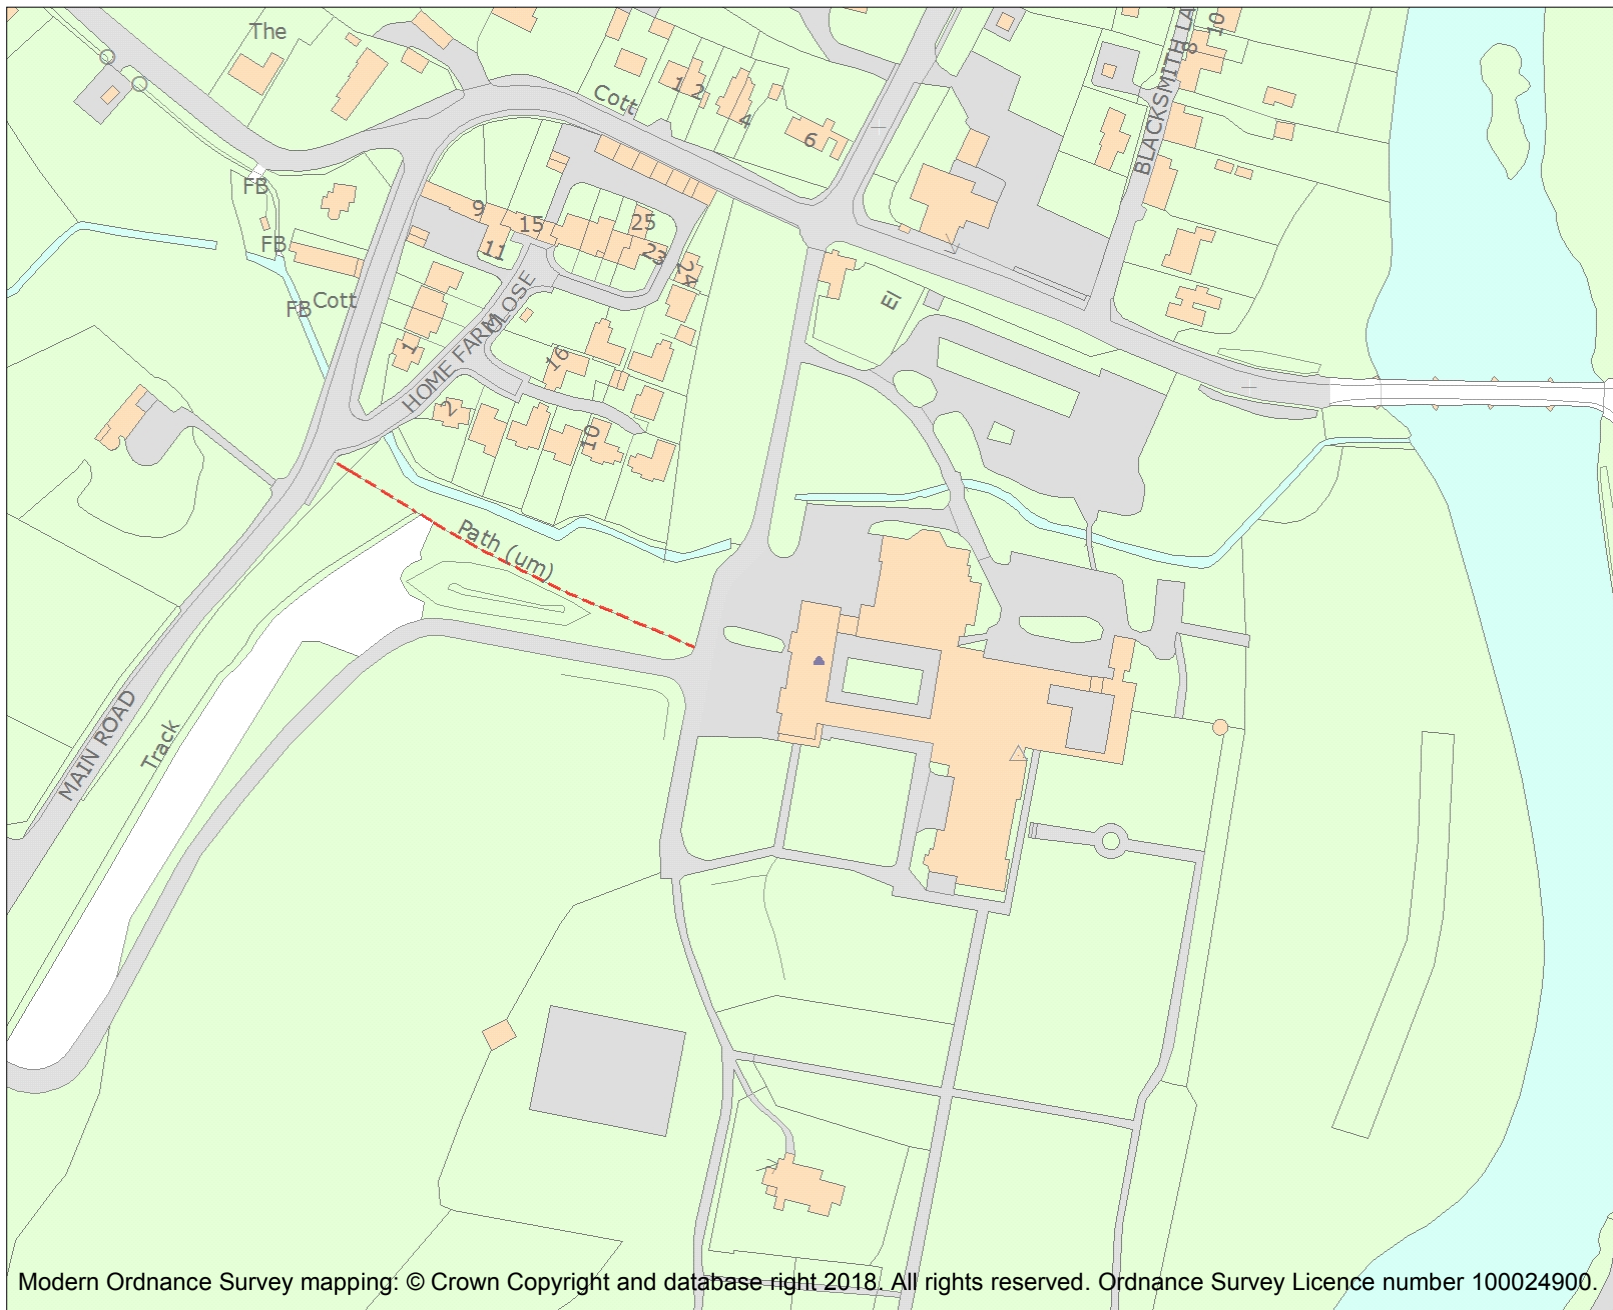 The
10
8
BLACKSMITH LA
Cott
1 2
4
6
FB
9
15
25
11
23
24
FB
FB
Cott
El
HOME FARM
CLOSE
1
16
2
10
Path (um)
MAIN ROAD
Track
Modern Ordnance Survey mapping: © Crown Copyright and database right 2018. All rights reserved. Ordnance Survey Licence number 100024900.